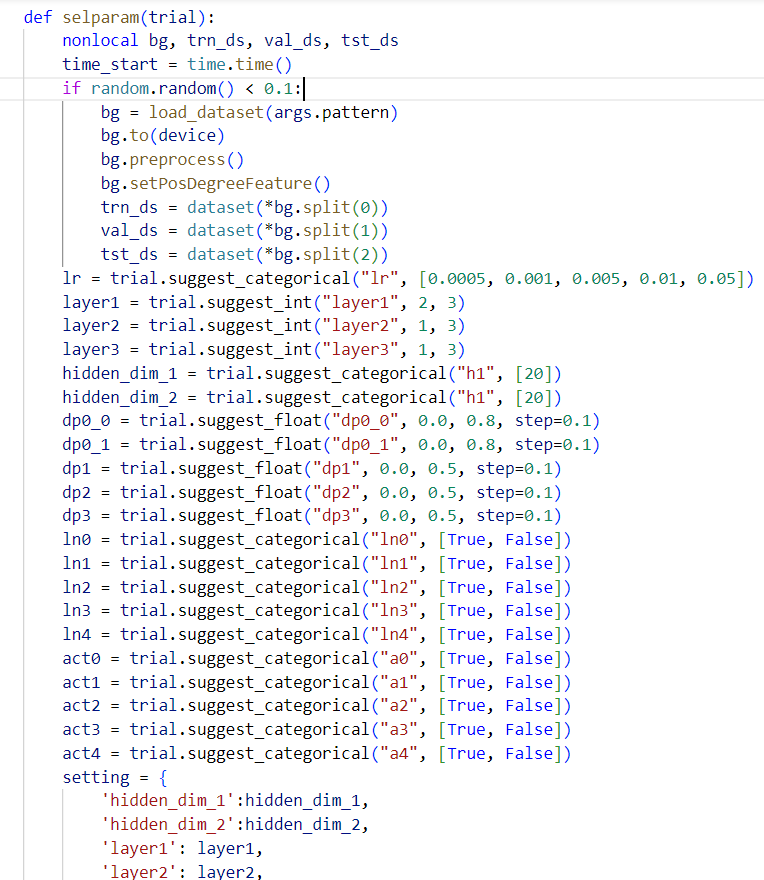 def selparam(trial):
    nonlocal bg, trn_ds, val_ds, tst_ds
    time_start = time.time()
    if random.random() < 0.1:
        bg = load_dataset(args.pattern)
        bg.to(device)
        bg.preprocess()
        bg.setPosDegreeFeature()
        trn_ds = dataset(*bg.split(0))
        val_ds = dataset(*bg.split(1))
        tst_ds = dataset(*bg.split(2))
    lr = trial.suggest_categorical("lr", [0.0005, 0.001, 0.005, 0.01, 0.05])
    layer1 = trial.suggest_int("layer1", 2, 3)
    layer2 = trial.suggest_int("layer2", 1, 3)
    layer3 = trial.suggest_int("layer3", 1, 3)
    hidden_dim_1 = trial.suggest_categorical("h1", [20])
    hidden_dim_2 = trial.suggest_categorical("h1", [20])
    dp0_0 = trial.suggest_float("dp0_0", 0.0, 0.8, step=0.1)
    dp0_1 = trial.suggest_float("dp0_1", 0.0, 0.8, step=0.1)
    dp1 = trial.suggest_float("dp1", 0.0, 0.5, step=0.1)
    dp2 = trial.suggest_float("dp2", 0.0, 0.5, step=0.1)
    dp3 = trial.suggest_float("dp3", 0.0, 0.5, step=0.1)
    ln0 = trial.suggest_categorical("ln0", [True, False])
    ln1 = trial.suggest_categorical("ln1", [True, False])
    ln2 = trial.suggest_categorical("ln2", [True, False])
    ln3 = trial.suggest_categorical("ln3", [True, False])
    ln4 = trial.suggest_categorical("ln4", [True, False])
    act0 = trial.suggest_categorical("a0", [True, False])
    act1 = trial.suggest_categorical("a1", [True, False])
    act2 = trial.suggest_categorical("a2", [True, False])
    act3 = trial.suggest_categorical("a3", [True, False])
    act4 = trial.suggest_categorical("a4", [True, False])
    setting = {
        'hidden_dim_1':hidden_dim_1,
        'hidden_dim_2':hidden_dim_2,
        'layer1': layer1,
        'layer2': layer2,